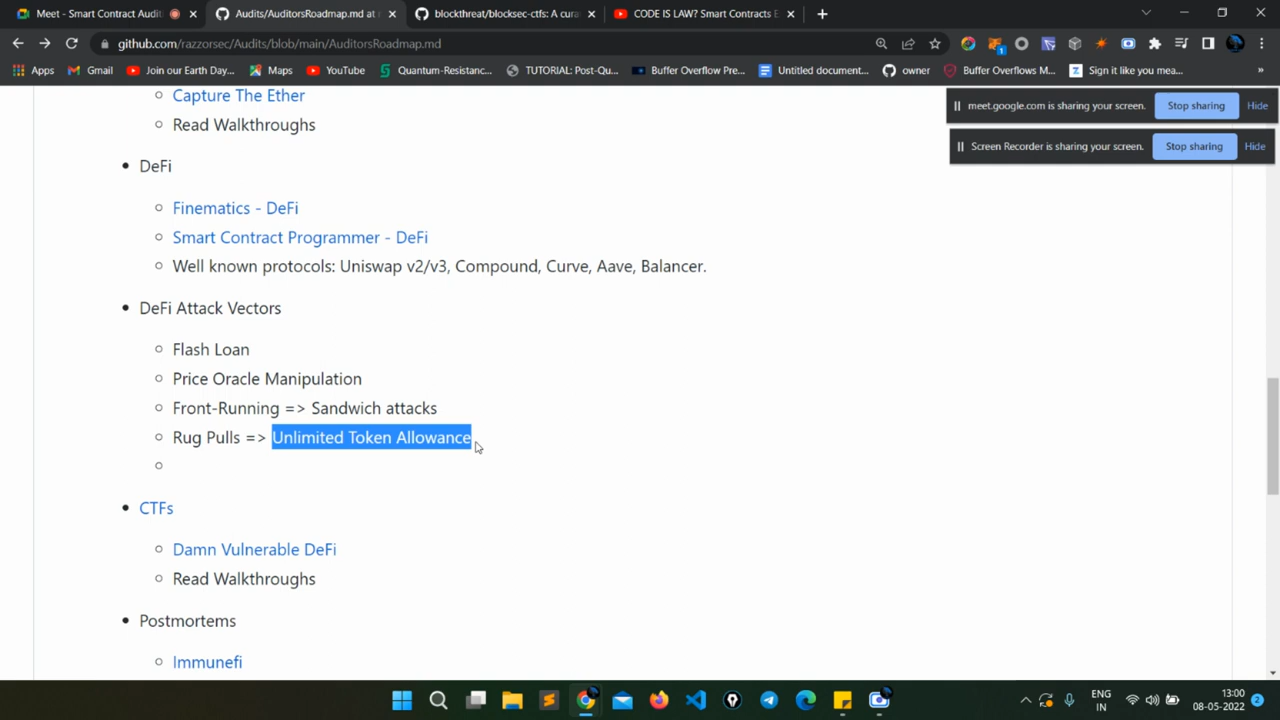 Meet - Smart Contract Audit
Audits/AuditorsRoadmap.md at m
blockthreat/blocksec-ctfs: A cura
CODE IS LAW? Smart Contracts E
github.com/razzorsec/Audits/blob/main/AuditorsRoadmap.md
Apps
Gmail
Join our Earth Day...
Maps
YouTube
Quantum-Resistanc...
TUTORIAL: Post-Qu...
Buffer Overflow Pre...
Untitled document...
owner
Buffer Overflows M...
Sign it like you mea...
»
meet.google.com is sharing your screen.
Stop sharing
Hide
Screen Recorder is sharing your screen.
Stop sharing
Hide
Capture The Ether
Read Walkthroughs
DeFi
Finematics - DeFi
Smart Contract Programmer - DeFi
Well known protocols: Uniswap v2/v3, Compound, Curve, Aave, Balancer.
DeFi Attack Vectors
Flash Loan
Price Oracle Manipulation
Front-Running => Sandwich attacks
Rug Pulls => Unlimited Token Allowance
CTFs
Damn Vulnerable DeFi
Read Walkthroughs
Postmortems
Immunefi
ENG
IN
13:00
08-05-2022
2